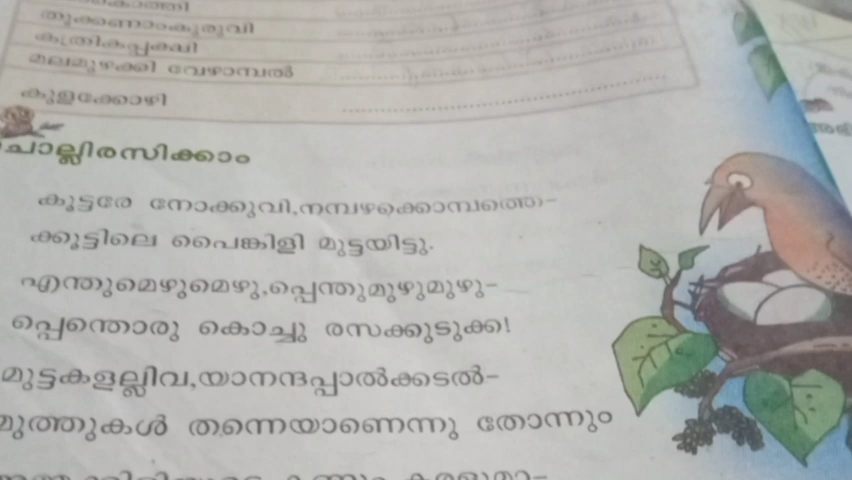 തൂക്കണാംകുരുവി
കത്രികപ്പക്ഷി
മലമുഴക്കി വേഴാമ്പൽ
കുളക്കോഴി
ചൊല്ലിരസിക്കാം
കൂട്ടരേ നോക്കുവി,നമ്പഴക്കൊമ്പത്തെ-
ക്കൂട്ടിലെ പൈങ്കിളി മുട്ടയിട്ടു.
എന്തുമെഴുമെഴു,പ്പെന്തുമുഴുമുഴു-
പ്പെന്തൊരു കൊച്ചു രസക്കുടുക്ക!
മുട്ടകളല്ലിവ,യാനന്ദപ്പാൽക്കടൽ-
മുത്തുകൾ തന്നെയാണെന്നു തോന്നും